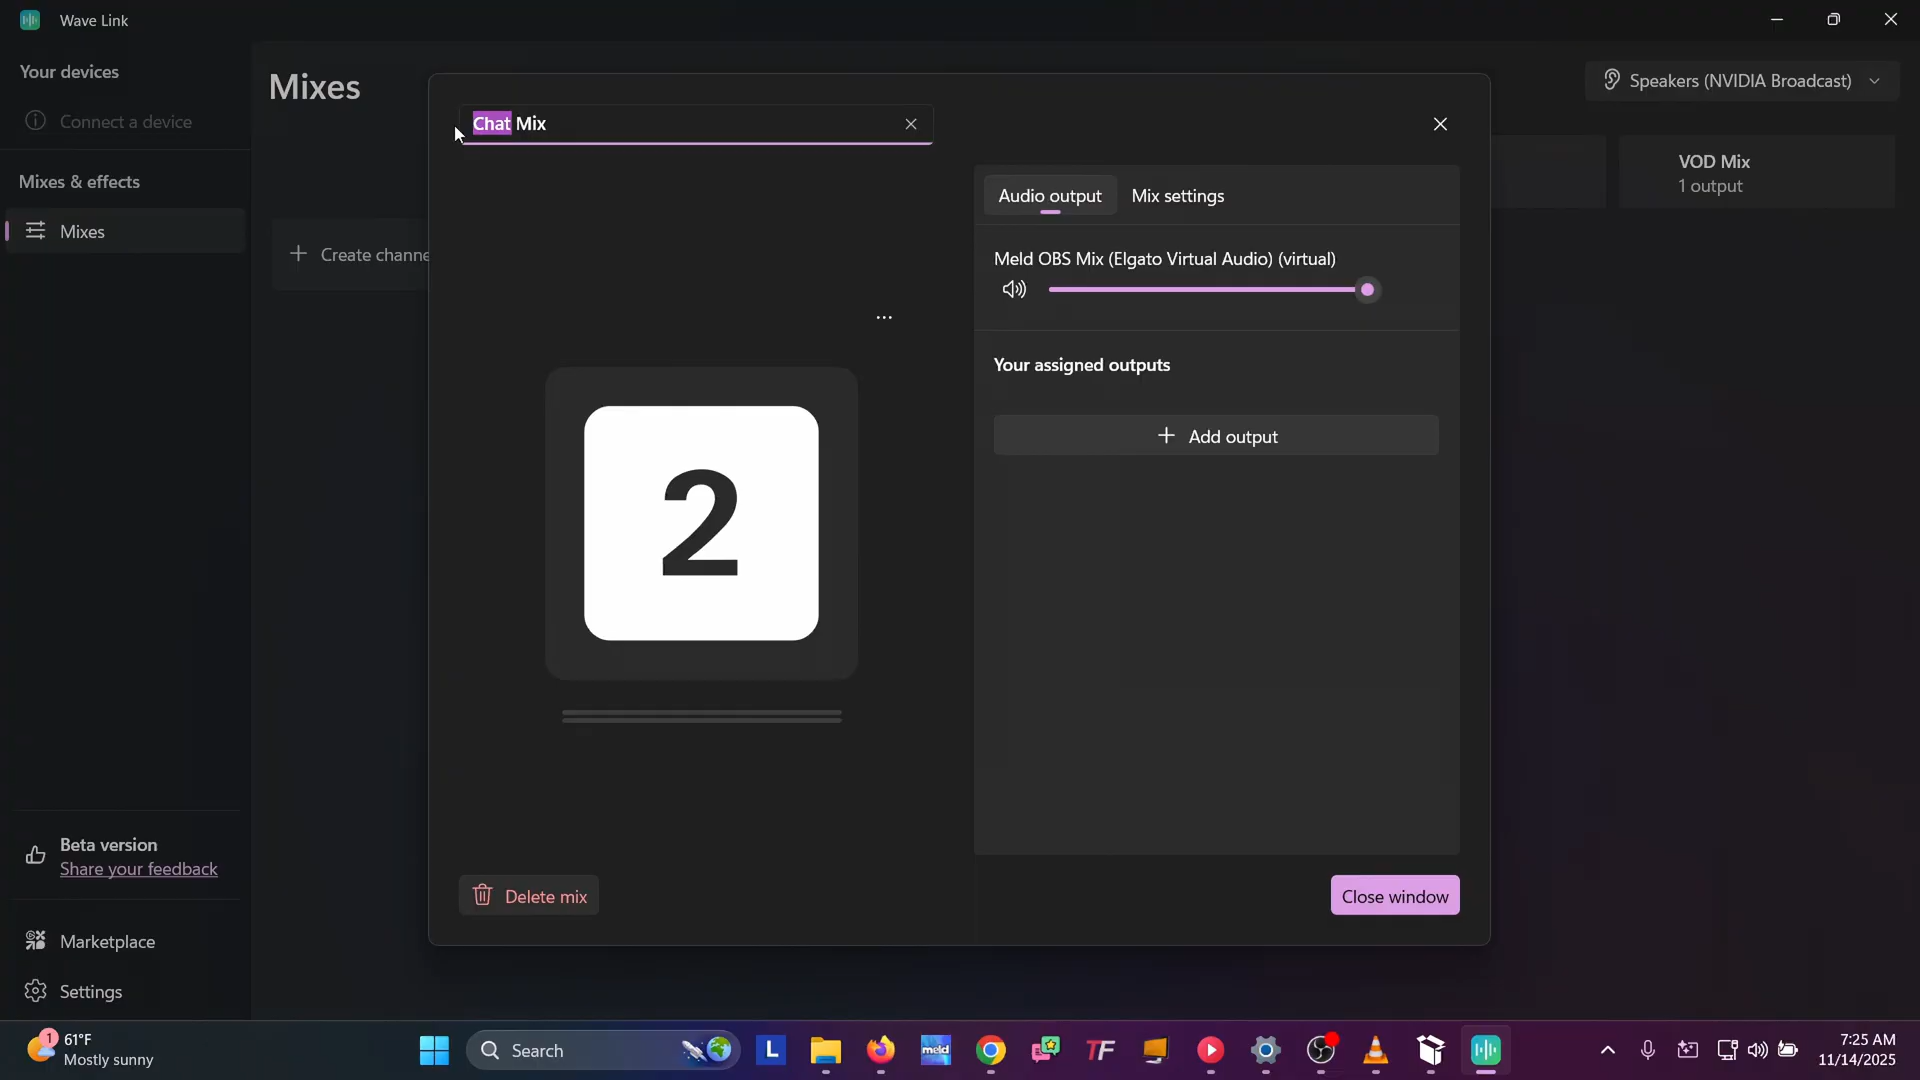 Wave Link
Your devices
Connect a device
Mixes & effects
Mixes
Mixes
Create channe
Chat Mix
Speakers (NVIDIA Broadcast)
VOD Mix
1 output
Audio output
Mix settings
Meld OBS Mix (Elgato Virtual Audio) (virtual)
...
Your assigned outputs
Add output
2
Delete mix
Close window
Beta version
Share your feedback
Marketplace
Settings
1
61°F
Mostly sunny
Search
L
meld
TF
7:25 AM
11/14/2025